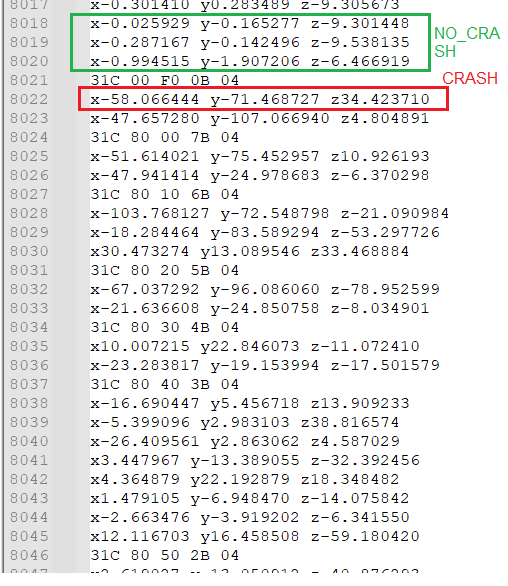 8017 x-0.301410 y0.283489 z-9.305673
8018 x-0.025929 y-0.165277 z-9.301448
8019 x-0.287167 y-0.142496 z-9.538135
8020 x-0.994515 y-1.907206 z-6.466919
NO_CRA
SH
8021 31C 00 F0 0B 04
CRASH
8022 x-58.066444 y-71.468727 z34.423710
8023 x-47.657280 y-107.066940 z4.804891
8024 31C 80 00 7B 04
8025 x-51.614021 y-75.452957 z10.926193
8026 x-47.941414 y-24.978683 z-6.370298
8027 31C 80 10 6B 04
8028 x-103.768127 y-72.548798 z-21.090984
8029 x-18.284464 y-83.589294 z-53.297726
8030 x30.473274 y13.089546 z33.468884
8031 31C 80 20 5B 04
8032 x-67.037292 y-96.086060 z-78.952599
8033 x-21.636608 y-24.850758 z-8.034901
8034 31C 80 30 4B 04
8035 x10.007215 y22.846073 z-11.072410
8036 x-23.283817 y-19.153994 z-17.501579
8037 31C 80 40 3B 04
8038 x-16.690447 y5.456718 z13.909233
8039 x-5.399096 y2.983103 z38.816574
8040 x-26.409561 y2.863062 z4.587029
8041 x3.447967 y-13.389055 z-32.392456
8042 x4.364879 y22.192879 z18.348482
8043 x1.479105 y-6.948470 z-14.075842
8044 x-2.663476 y-3.919202 z-6.341550
8045 x12.116703 y16.458508 z-59.180420
8046 31C 80 50 2B 04